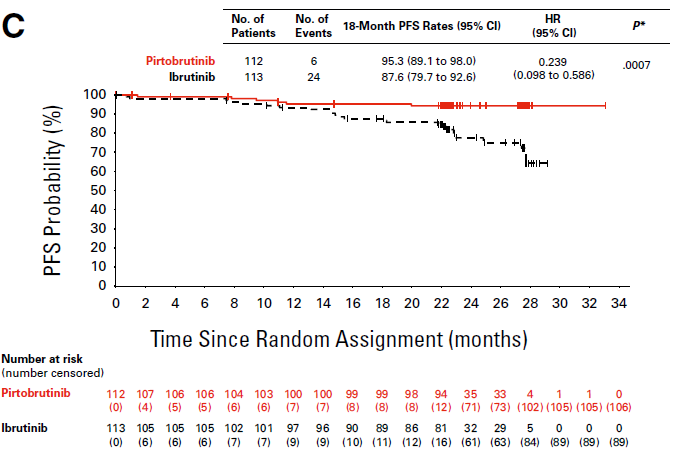 C
No. of Patients No. of Events 18-Month PFS Rates (95% CI) HR (95% CI) P*
Pirtobrutinib 112 6 95.3 (89.1 to 98.0) 0.239 .0007
Ibrutinib 113 24 87.6 (79.7 to 92.6) (0.098 to 0.586)
PFS Probability (%)
100
90
80
70
60
50
40
30
20
10
0
0 2 4 6 8 10 12 14 16 18 20 22 24 26 28 30 32 34
Time Since Random Assignment (months)
Number at risk
(number censored)
Pirtobrutinib 112 107 106 106 104 103 100 100 99 99 98 94 35 33 4 1 1 0
(0) (4) (5) (5) (6) (6) (7) (7) (8) (8) (8) (12) (71) (73) (102) (105) (105) (106)
Ibrutinib 113 105 105 105 102 101 97 96 90 89 86 81 32 29 5 0 0 0
(0) (6) (6) (6) (7) (7) (9) (9) (10) (11) (12) (16) (61) (63) (84) (89) (89) (89)